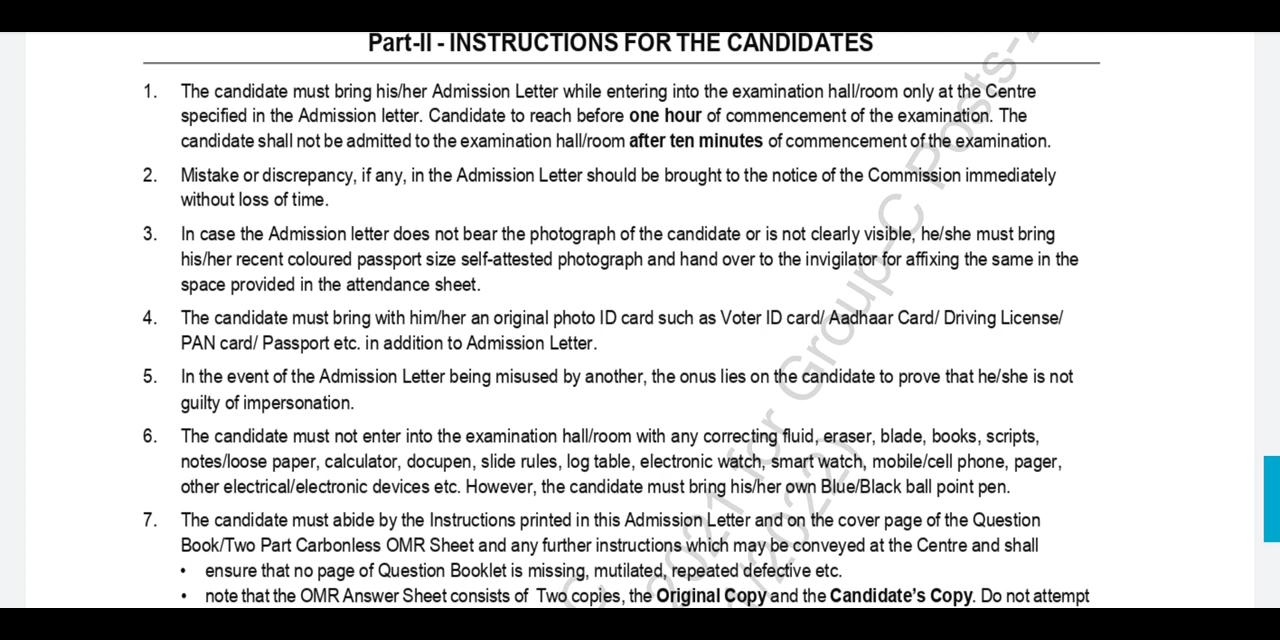 Part-II - INSTRUCTIONS FOR THE CANDIDATES
1. The candidate must bring his/her Admission Letter while entering into the examination hall/room only at the Centre
specified in the Admission letter. Candidate to reach before one hour of commencement of the examination. The
candidate shall not be admitted to the examination hall/room after ten minutes of commencement of the examination.
2. Mistake or discrepancy, if any, in the Admission Letter should be brought to the notice of the Commission immediately
without loss of time.
3. In case the Admission letter does not bear the photograph of the candidate or is not clearly visible, he/she must bring
his/her recent coloured passport size self-attested photograph and hand over to the invigilator for affixing the same in the
space provided in the attendance sheet.
4. The candidate must bring with him/her an original photo ID card such as Voter ID card/ Aadhaar Card/ Driving License/
PAN card/ Passport etc. in addition to Admission Letter.
5. In the event of the Admission Letter being misused by another, the onus lies on the candidate to prove that he/she is not
guilty of impersonation.
6. The candidate must not enter into the examination hall/room with any correcting fluid, eraser, blade, books, scripts,
notes/loose paper, calculator, docupen, slide rules, log table, electronic watch, smart watch, mobile/cell phone, pager,
other electrical/electronic devices etc. However, the candidate must bring his/her own Blue/Black ball point pen.
7. The candidate must abide by the Instructions printed in this Admission Letter and on the cover page of the Question
Book/Two Part Carbonless OMR Sheet and any further instructions which may be conveyed at the Centre and shall
• ensure that no page of Question Booklet is missing, mutilated, repeated defective etc.
• note that the OMR Answer Sheet consists of Two copies, the Original Copy and the Candidate's Copy. Do not attempt
2021 for Group-C Posts-
2022)